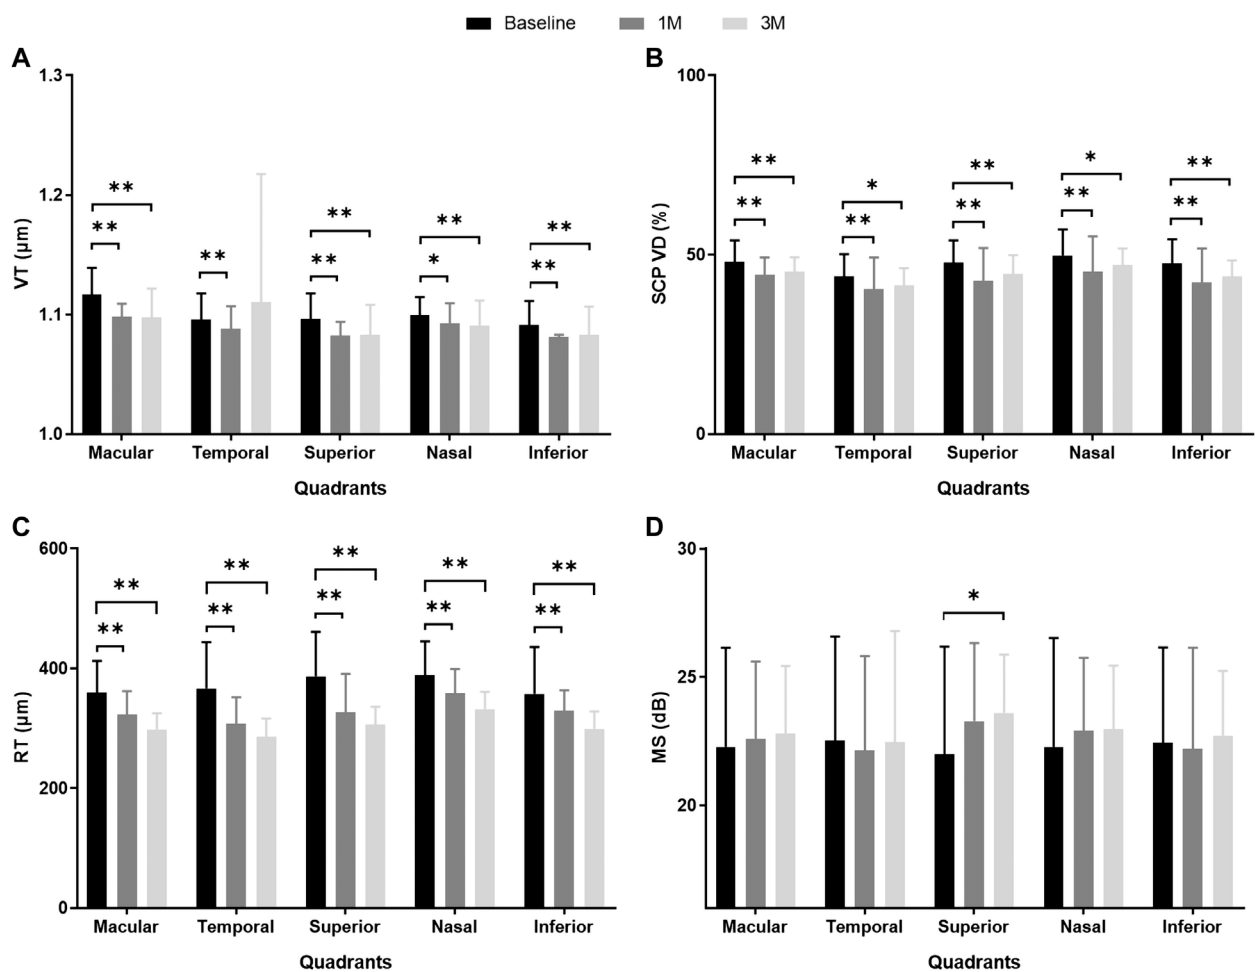 Baseline 1M 3M
A
VT (µm)
1.3
1.2
1.1
1.0
** ** ** ** ** * ** ** **
Macular Temporal Superior Nasal Inferior
Quadrants
B
SCP VD (%)
100
50
0
** ** * ** ** ** * ** ** **
Macular Temporal Superior Nasal Inferior
Quadrants
C
RT (µm)
600
400
200
0
** ** ** ** ** ** ** ** ** **
Macular Temporal Superior Nasal Inferior
Quadrants
D
MS (dB)
30
25
20
*
Macular Temporal Superior Nasal Inferior
Quadrants